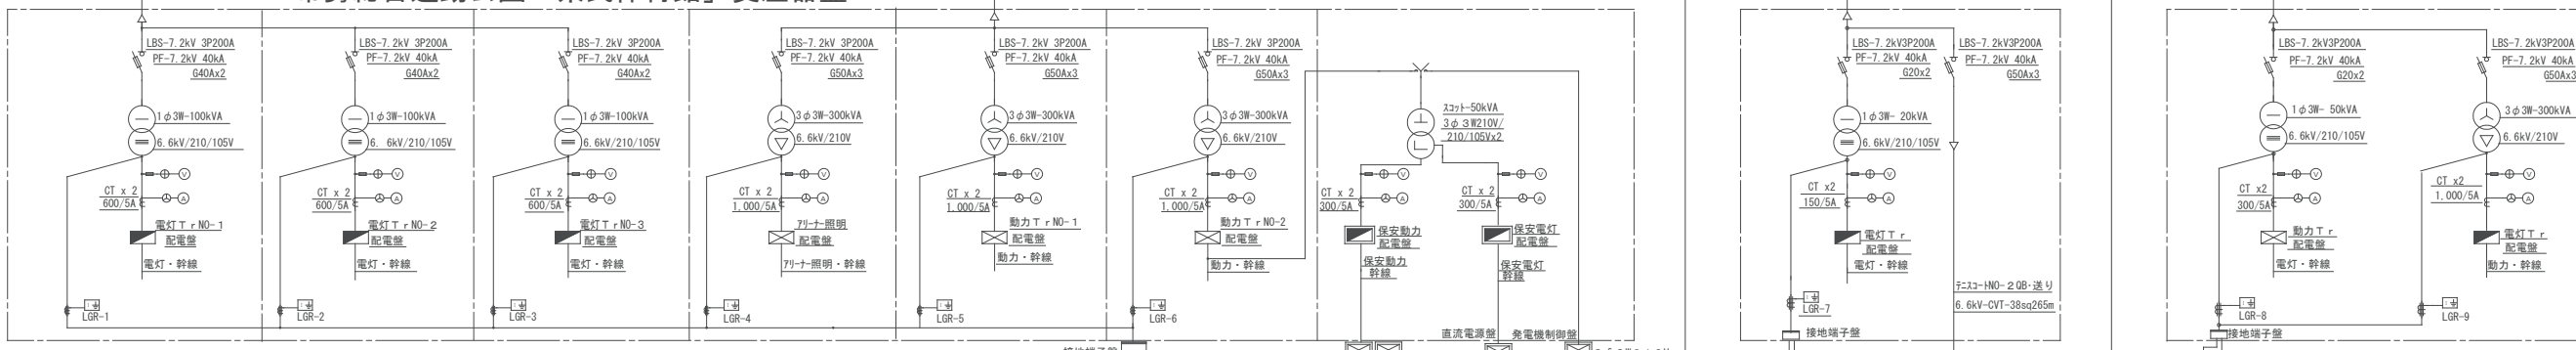 LBS-7.2kV 3P200A
PF-7.2kV 40kA
G40Ax2
1φ3W-100kVA
6.6kV/210/105V
V
CT x 2
600/5A
A
電灯TrNO-1
配電盤
電灯・幹線
LGR-1
LBS-7.2kV 3P200A
PF-7.2kV 40kA
G40Ax2
1φ3W-100kVA
6. 6kV/210/105V
V
CT x 2
600/5A
A
電灯TrNO-2
配電盤
電灯・幹線
LGR-2
LBS-7.2kV 3P200A
PF-7.2kV 40kA
G40Ax2
1φ3W-100kVA
6.6kV/210/105V
V
CT x 2
600/5A
A
電灯TrNO-3
配電盤
電灯・幹線
LGR-3
LBS-7.2kV 3P200A
PF-7.2kV 40kA
G50Ax3
3φ3W-300kVA
6.6kV/210V
V
CT x 2
1,000/5A
A
ｱﾘｰﾅｰ照明
配電盤
ｱﾘｰﾅｰ照明・幹線
LGR-4
LBS-7.2kV 3P200A
PF-7.2kV 40kA
G50Ax3
3φ3W-300kVA
6.6kV/210V
V
CT x 2
1,000/5A
A
動力TrNO-1
配電盤
動力・幹線
LGR-5
LBS-7.2kV 3P200A
PF-7.2kV 40kA
G50Ax3
3φ3W-300kVA
6.6kV/210V
V
CT x 2
1,000/5A
A
動力TrNO-2
配電盤
動力・幹線
LGR-6
ｽｺｯﾄ-50kVA
3φ3W210V/
210/105Vx2
V
CT x 2
300/5A
A
保安動力
配電盤
保安動力
幹線
V
CT x 2
300/5A
A
保安電灯
配電盤
保安電灯
幹線
直流電源盤
発電機制御盤
LBS-7.2kV3P200A
PF-7.2kV 40kA
G20x2
1φ3W- 20kVA
6.6kV/210/105V
V
CT x2
150/5A
A
電灯Tr
配電盤
電灯・幹線
LGR-7
接地端子盤
LBS-7.2kV3P200A
PF-7.2kV 40kA
G50Ax3
ﾃﾆｽｺｰﾄNO-2QB・送り
6.6kV-CVT-38sq265m
LBS-7.2kV3P200A
PF-7.2kV 40kA
G20x2
1φ3W- 50kVA
6.6kV/210/105V
V
CT x2
300/5A
A
動力Tr
配電盤
電灯・幹線
LGR-8
接地端子盤
LBS-7.2kV3P200A
PF-7.2kV 40kA
G50Ax3
3φ3W-300kVA
6.6kV/210V
V
CT x2
1,000/5A
A
電灯Tr
配電盤
動力・幹線
LGR-9